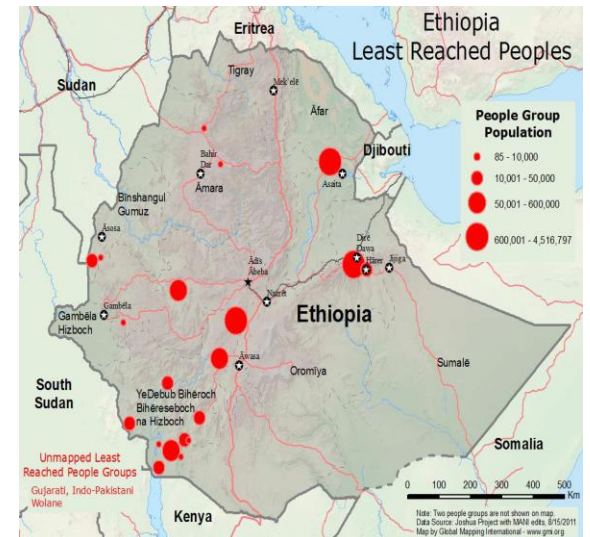 Ethiopia
Least Reached Peoples
Eritrea
Sudan
Tigray
Mek'elē
Āfar
People Group
Population
85 - 10,000
10,001 - 50,000
50,001 - 600,000
600,001 - 4,516,797
Djibouti
Bahir
Dar
Āmara
Asaita
Binshangul
Gumuz
Āsosa
Dirē
Dawa
Hārer
Jijiga
Ādīs
Ābeba
Nazrēt
Gambēla
Gambēla
Hizboch
Ethiopia
Āwasa
Oromīya
Sumalē
South
Sudan
YeDebub Bihēroch
Bihēreseboch
na Hizboch
Unmapped Least
Reached People Groups
Gujarati, Indo-Pakistani
Wolane
Somalia
Kenya
0 100 200 300 400 500
Km
Note: Two people groups are not shown on map.
Data Source: Joshua Project with MANI edits, 8/15/2011
Map by Global Mapping International - www.gmi.org